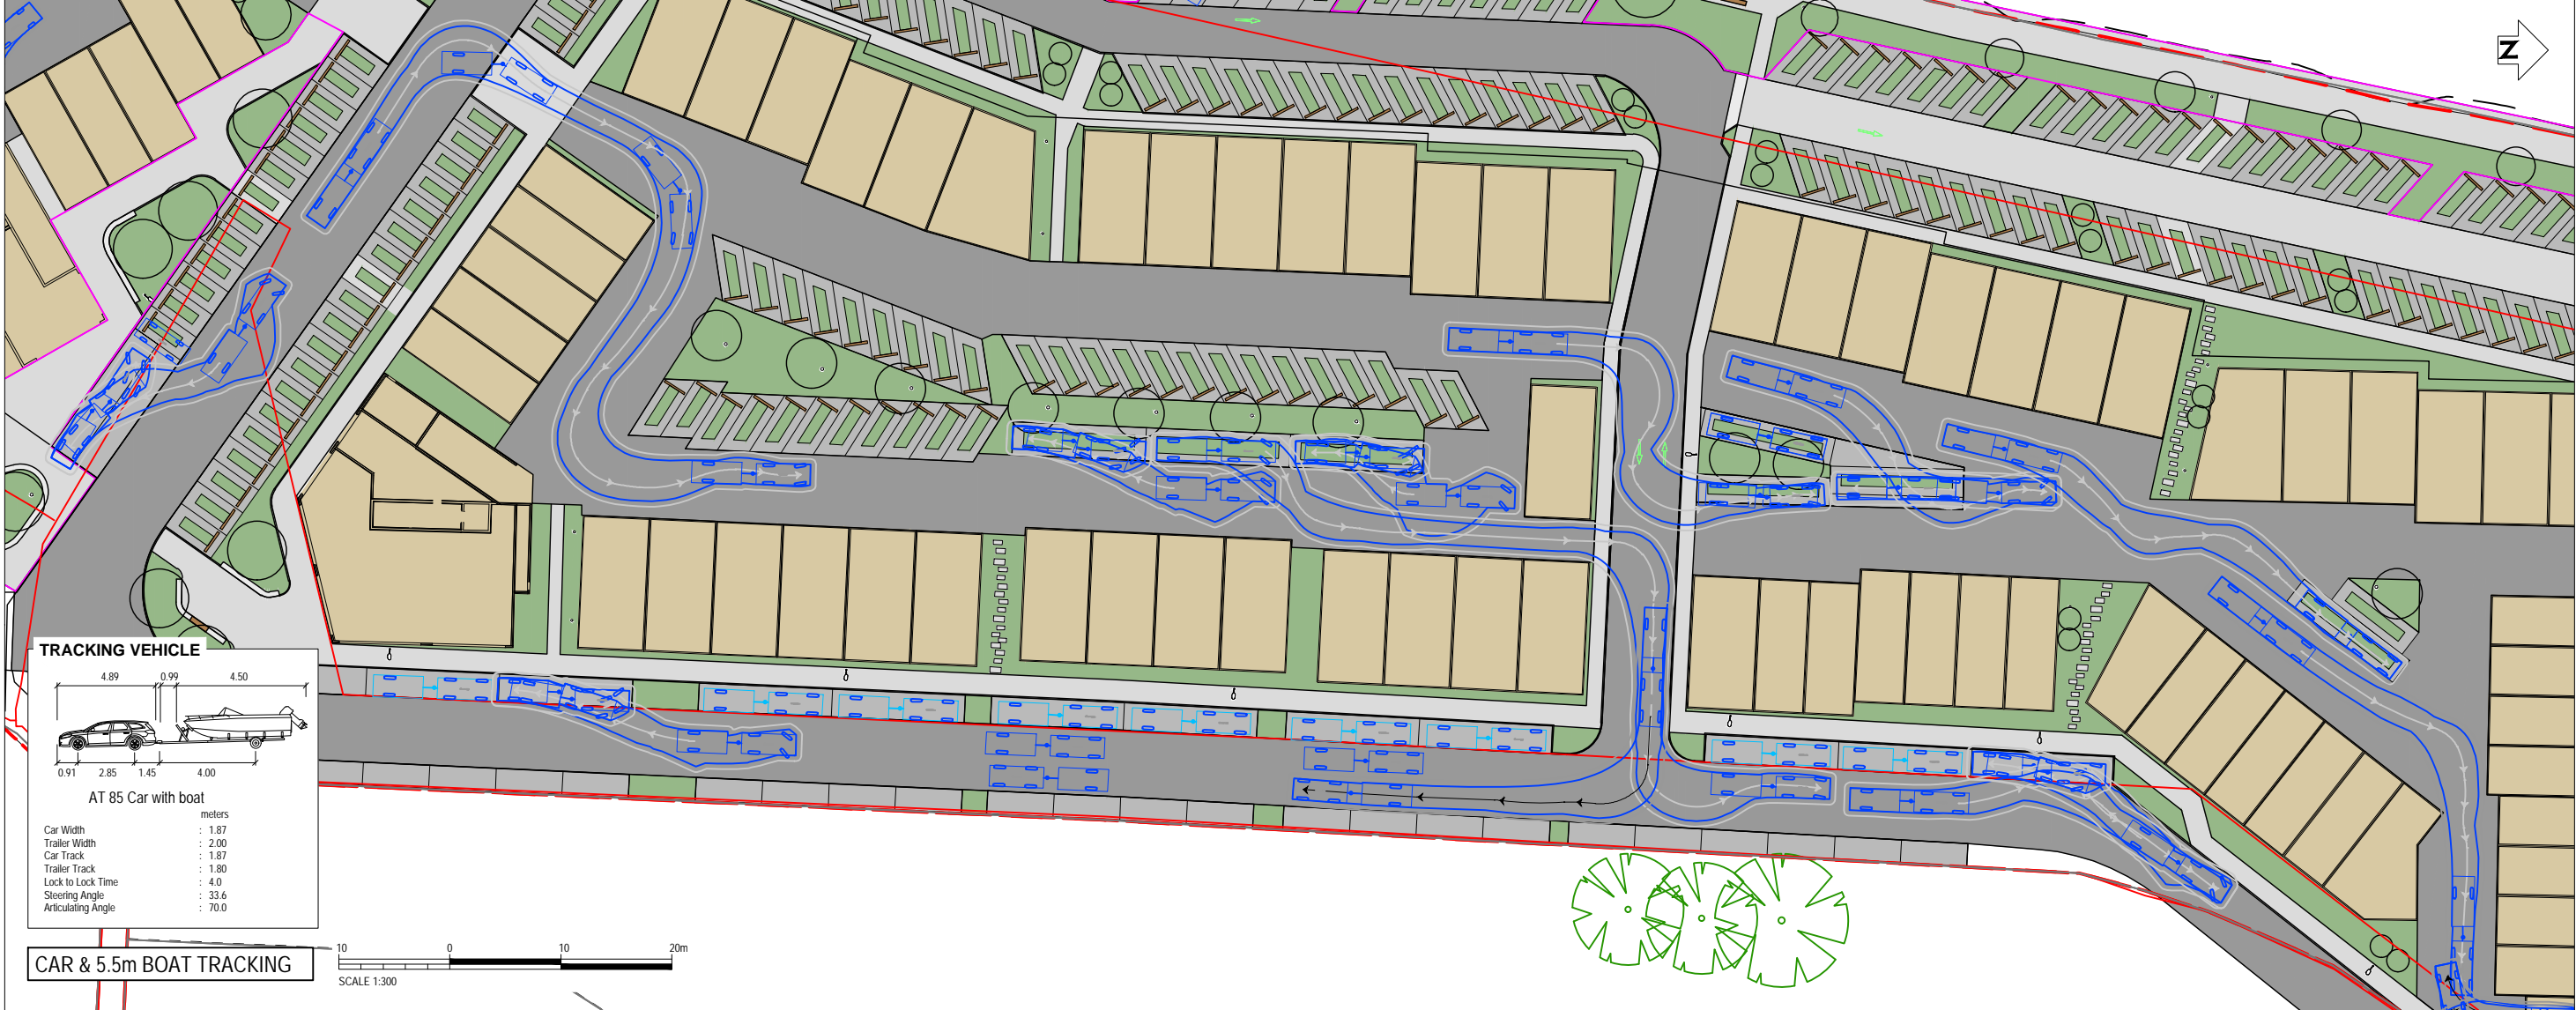 Z
TRACKING VEHICLE
4.89 0.99 4.50
0.91 2.85 1.45 4.00
AT 85 Car with boat
meters
Car Width : 1.87
Trailer Width : 2.00
Car Track : 1.87
Trailer Track : 1.80
Lock to Lock Time : 4.0
Steering Angle : 33.6
Articulating Angle : 70.0
CAR & 5.5m BOAT TRACKING
10 0 10 20m
SCALE 1:300